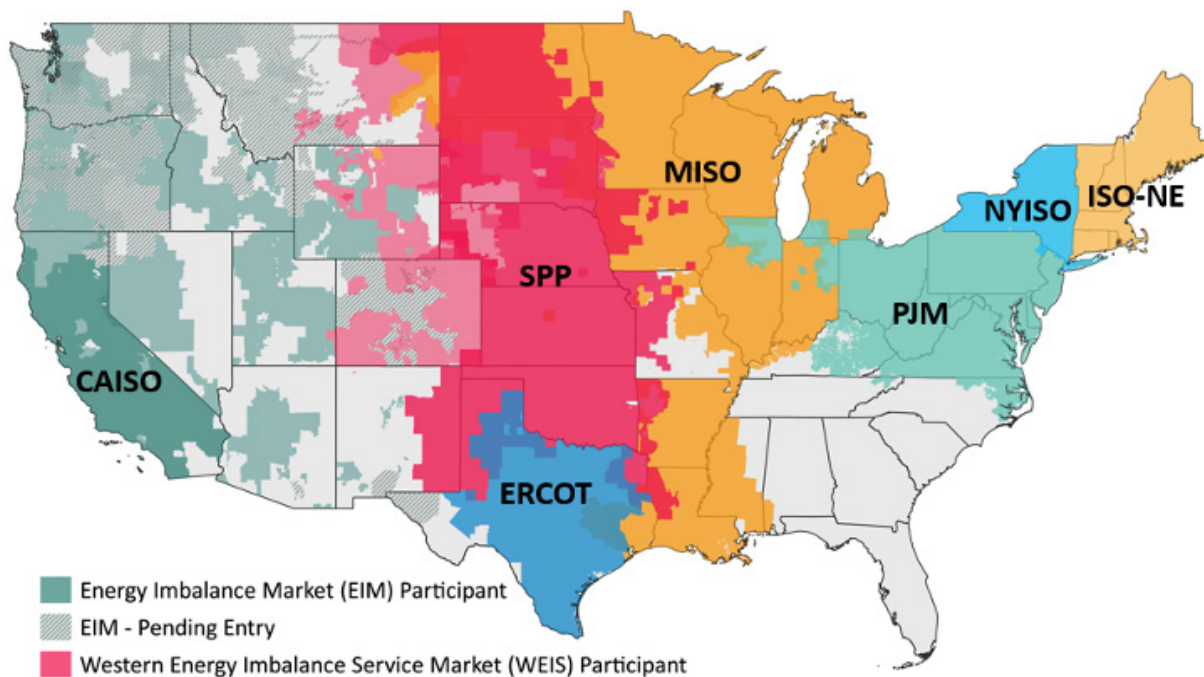 MISO
ISO-NE
NYISO
SPP
PJM
CAISO
ERCOT
Energy Imbalance Market (EIM) Participant
EIM - Pending Entry
Western Energy Imbalance Service Market (WEIS) Participant